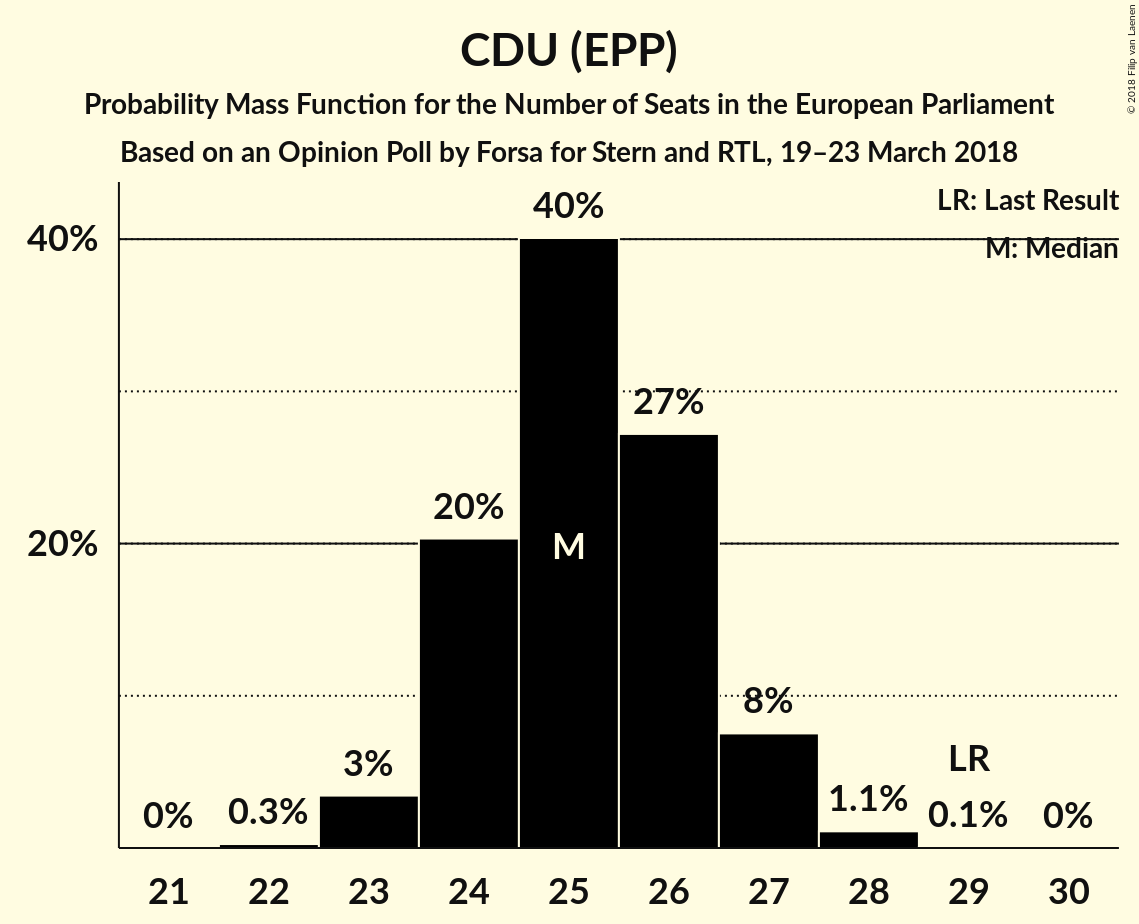 CDU (EPP)
Probability Mass Function for the Number of Seats in the European Parliament
Based on an Opinion Poll by Forsa for Stern and RTL, 19–23 March 2018
© 2018 Filip van Laenen
LR: Last Result
M: Median
40%
20%
0%
0.3%
3%
20%
40%
M
27%
8%
1.1%
LR
0.1%
0%
21 22 23 24 25 26 27 28 29 30